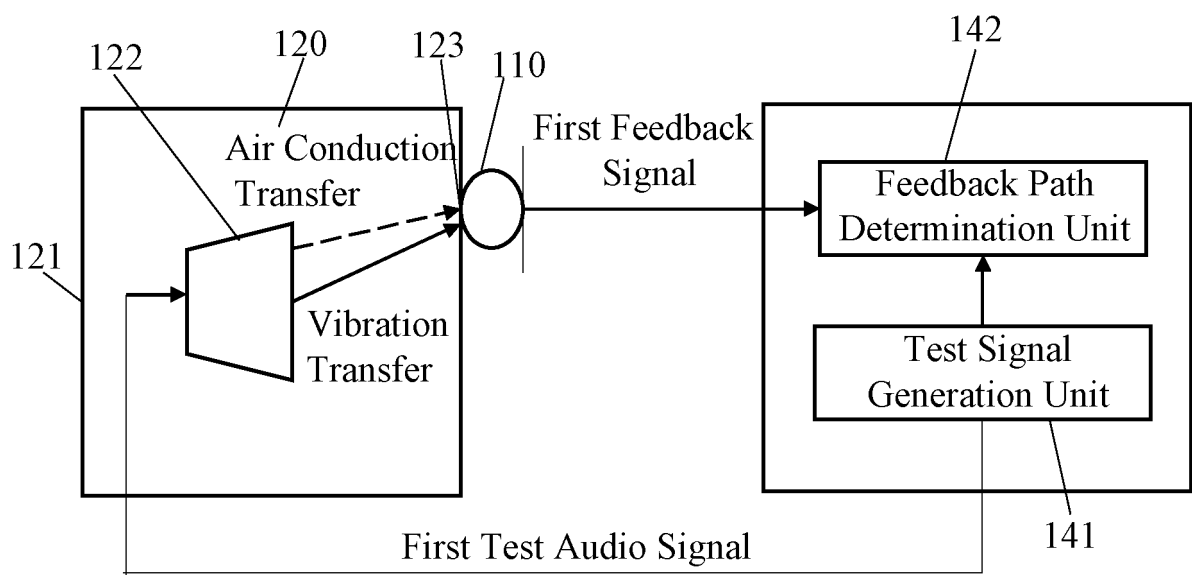 142
120
123
110
122
First Feedback
Signal
Air Conduction
Transfer
Feedback Path
Determination Unit
121
Vibration
Transfer
Test Signal
Generation Unit
141
First Test Audio Signal